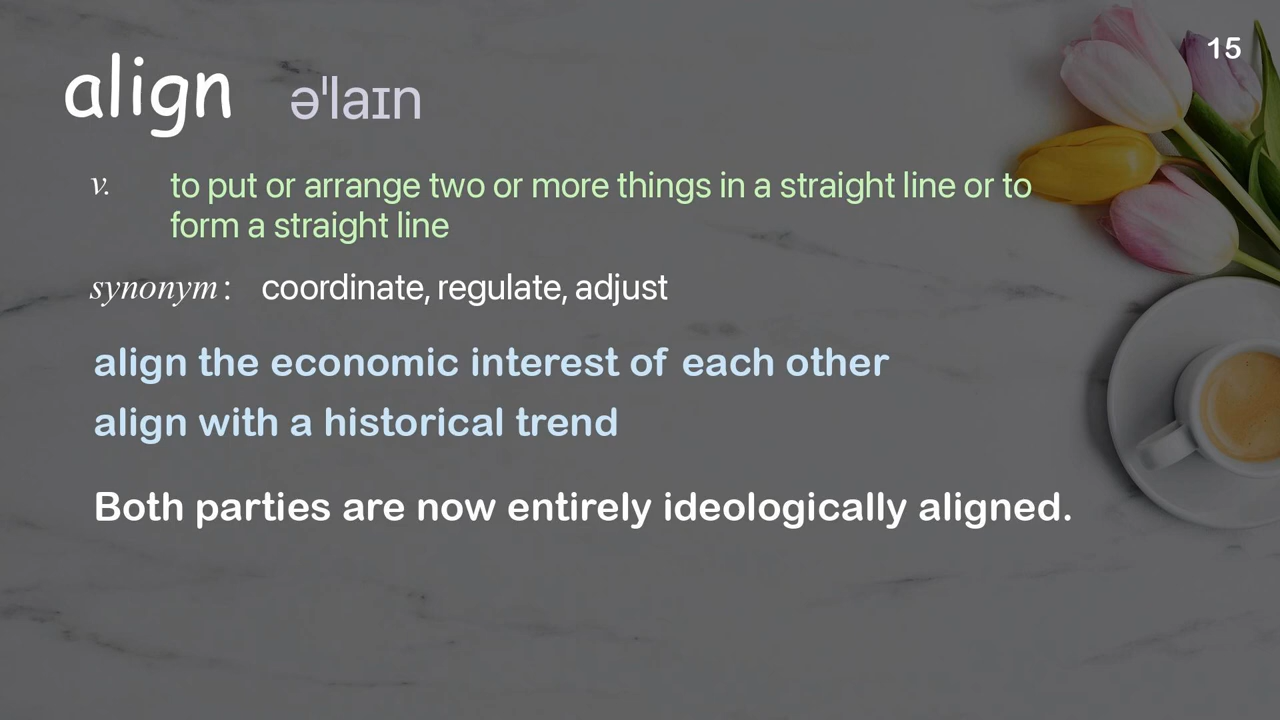 15
align ə'laɪn
v. to put or arrange two or more things in a straight line or to
form a straight line
synonym: coordinate, regulate, adjust
align the economic interest of each other
align with a historical trend
Both parties are now entirely ideologically aligned.